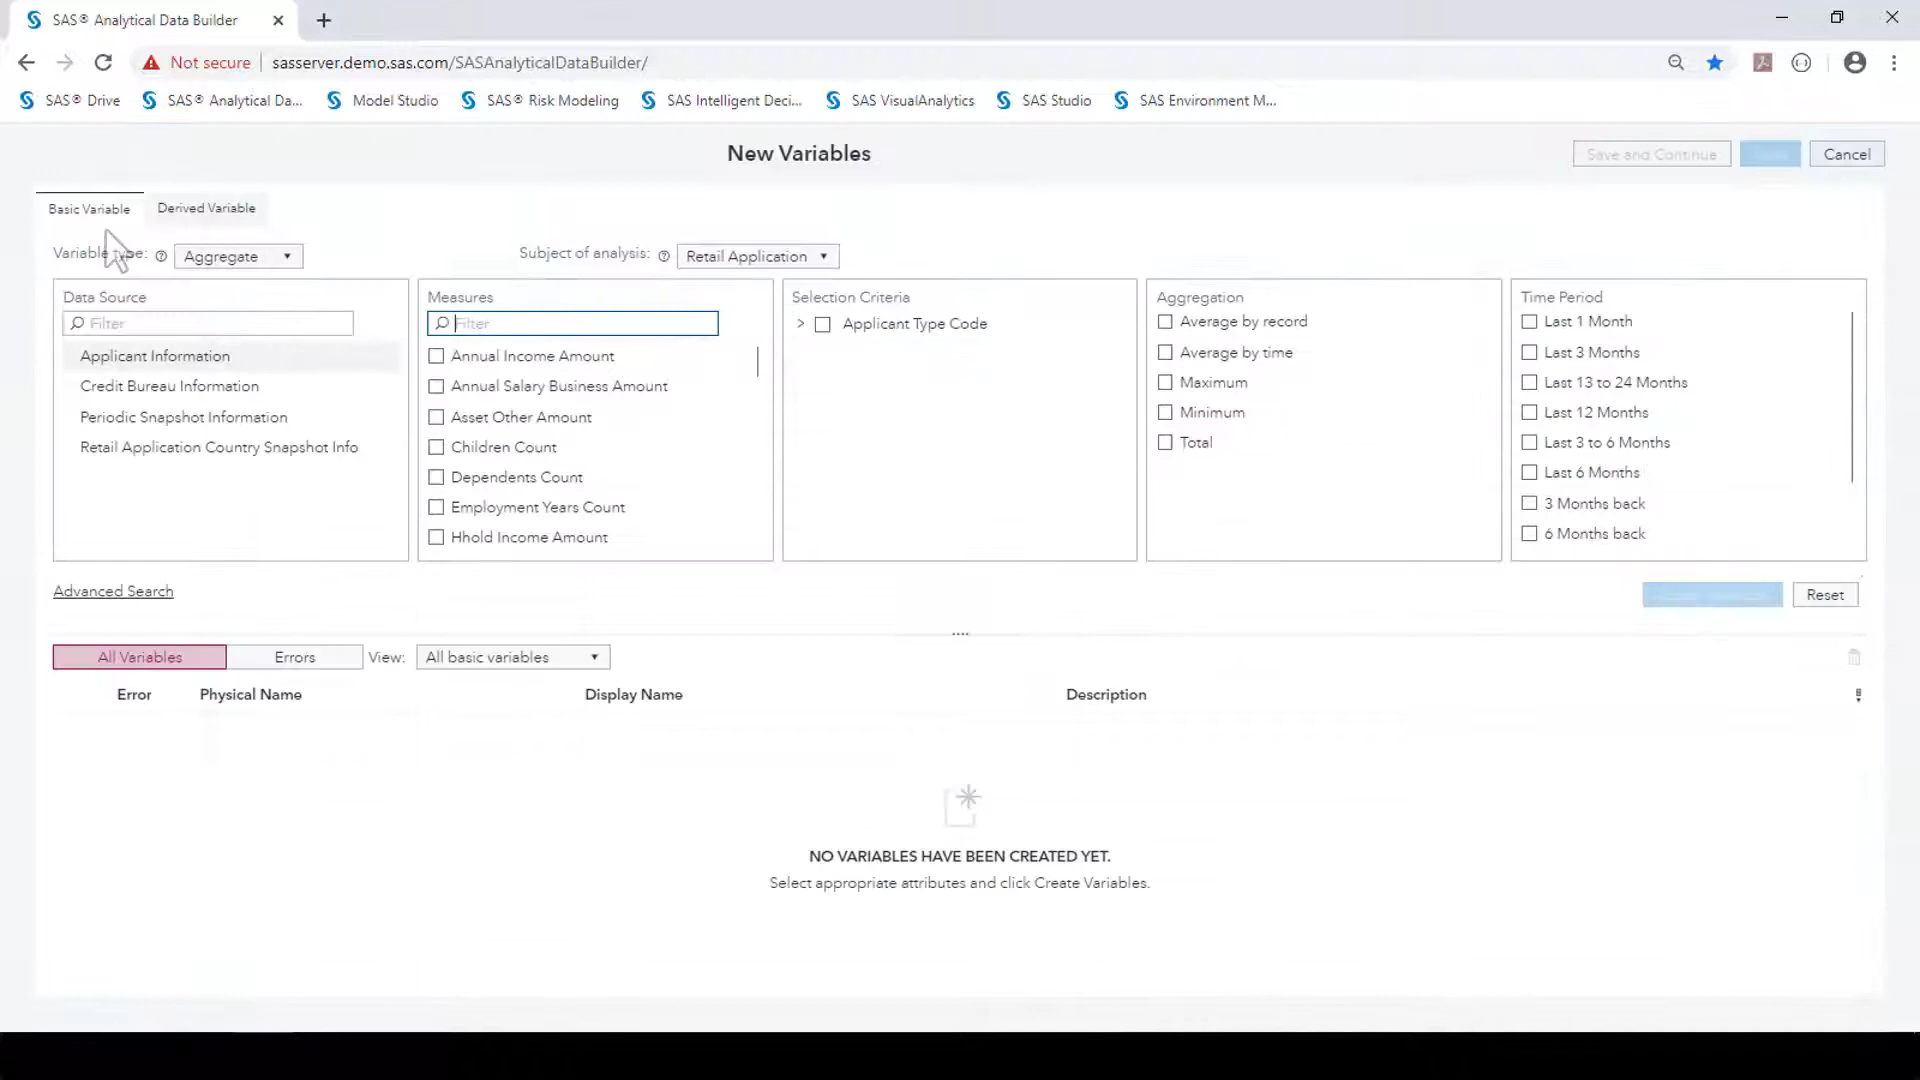 SAS® Analytical Data Builder
Not secure
sasserver.demo.sas.com/SASAnalyticalDataBuilder/
SAS® Drive
SAS® Analytical Da...
Model Studio
SAS® Risk Modeling
SAS Intelligent Deci...
SAS VisualAnalytics
SAS Studio
SAS Environment M...
New Variables
Save and Continue
Cancel
Basic Variable
Derived Variable
Variable type:
Aggregate
Subject of analysis:
Retail Application
Data Source
Filter
Applicant Information
Credit Bureau Information
Periodic Snapshot Information
Retail Application Country Snapshot Info
Measures
Filter
Annual Income Amount
Annual Salary Business Amount
Asset Other Amount
Children Count
Dependents Count
Employment Years Count
Hhold Income Amount
Selection Criteria
Applicant Type Code
Aggregation
Average by record
Average by time
Maximum
Minimum
Total
Time Period
Last 1 Month
Last 3 Months
Last 13 to 24 Months
Last 12 Months
Last 3 to 6 Months
Last 6 Months
3 Months back
6 Months back
Advanced Search
Reset
All Variables
Errors
View:
All basic variables
Error
Physical Name
Display Name
Description
NO VARIABLES HAVE BEEN CREATED YET.
Select appropriate attributes and click Create Variables.